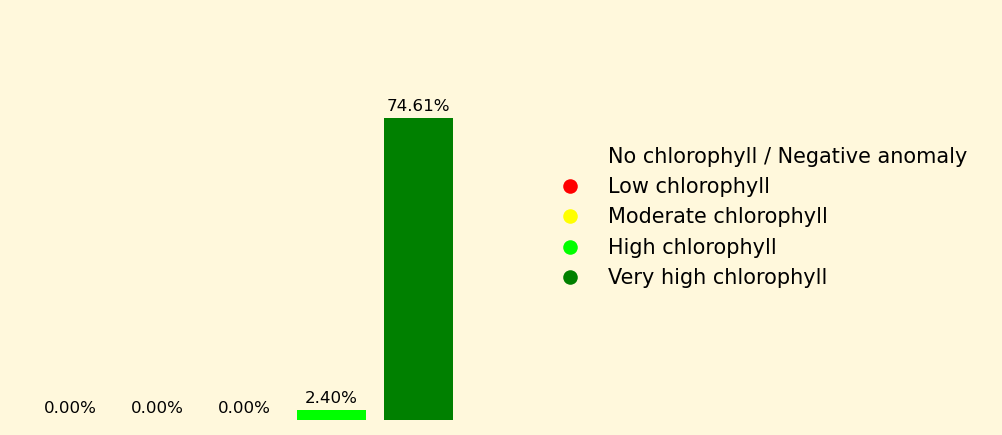 74.61%
No chlorophyll / Negative anomaly
Low chlorophyll
Moderate chlorophyll
High chlorophyll
Very high chlorophyll
2.40%
0.00% 0.00% 0.00%